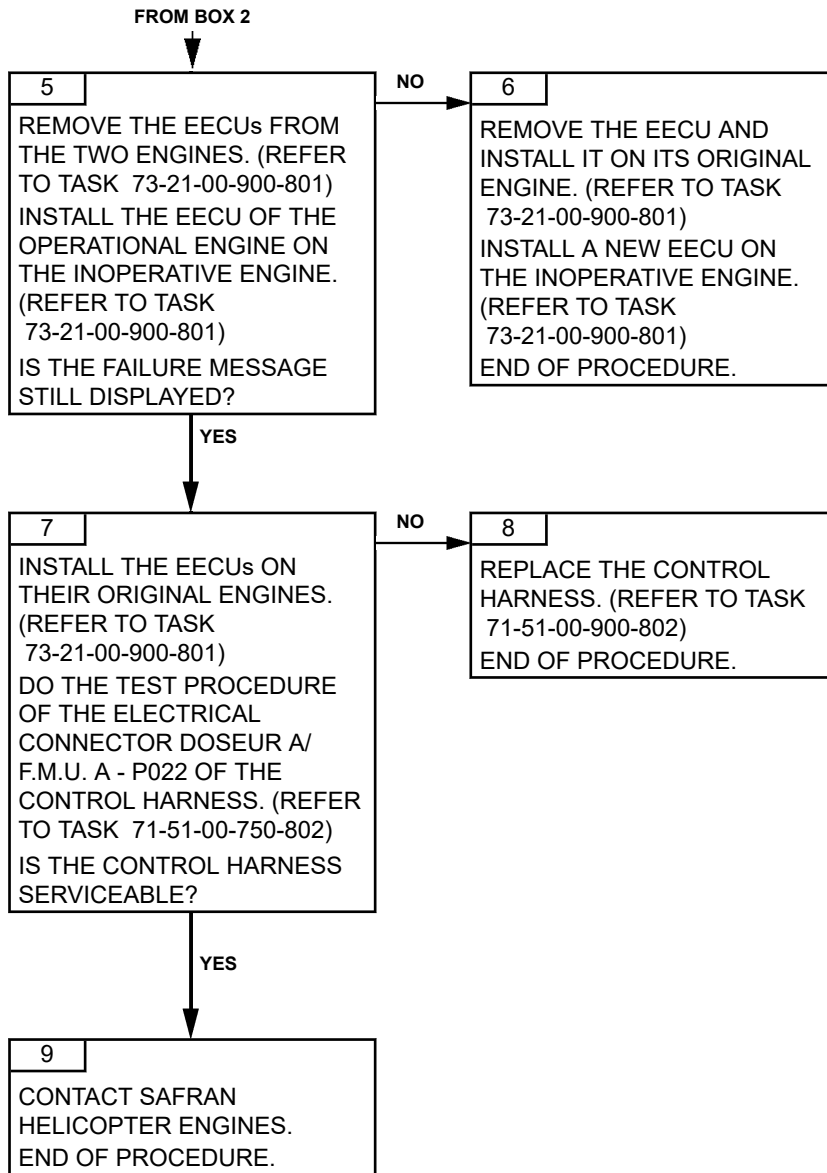 FROM BOX 2
5
REMOVE THE EECUs FROM
THE TWO ENGINES. (REFER
TO TASK 73-21-00-900-801)
INSTALL THE EECU OF THE
OPERATIONAL ENGINE ON
THE INOPERATIVE ENGINE.
(REFER TO TASK
73-21-00-900-801)
IS THE FAILURE MESSAGE
STILL DISPLAYED?
NO
6
REMOVE THE EECU AND
INSTALL IT ON ITS ORIGINAL
ENGINE. (REFER TO TASK
73-21-00-900-801)
INSTALL A NEW EECU ON
THE INOPERATIVE ENGINE.
(REFER TO TASK
73-21-00-900-801)
END OF PROCEDURE.
YES
7
INSTALL THE EECUs ON
THEIR ORIGINAL ENGINES.
(REFER TO TASK
73-21-00-900-801)
DO THE TEST PROCEDURE
OF THE ELECTRICAL
CONNECTOR DOSEUR A/
F.M.U. A - P022 OF THE
CONTROL HARNESS. (REFER
TO TASK 71-51-00-750-802)
IS THE CONTROL HARNESS
SERVICEABLE?
NO
8
REPLACE THE CONTROL
HARNESS. (REFER TO TASK
71-51-00-900-802)
END OF PROCEDURE.
YES
9
CONTACT SAFRAN
HELICOPTER ENGINES.
END OF PROCEDURE.